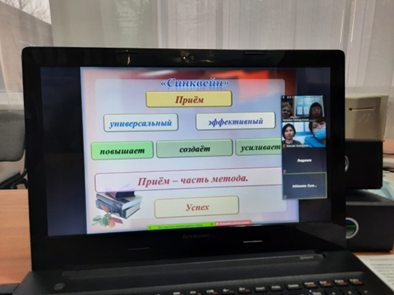 «Синквейн»
Приём
универсальный
эффективный
повышает
создаёт
усиливает
Приём – часть метода.
Успех